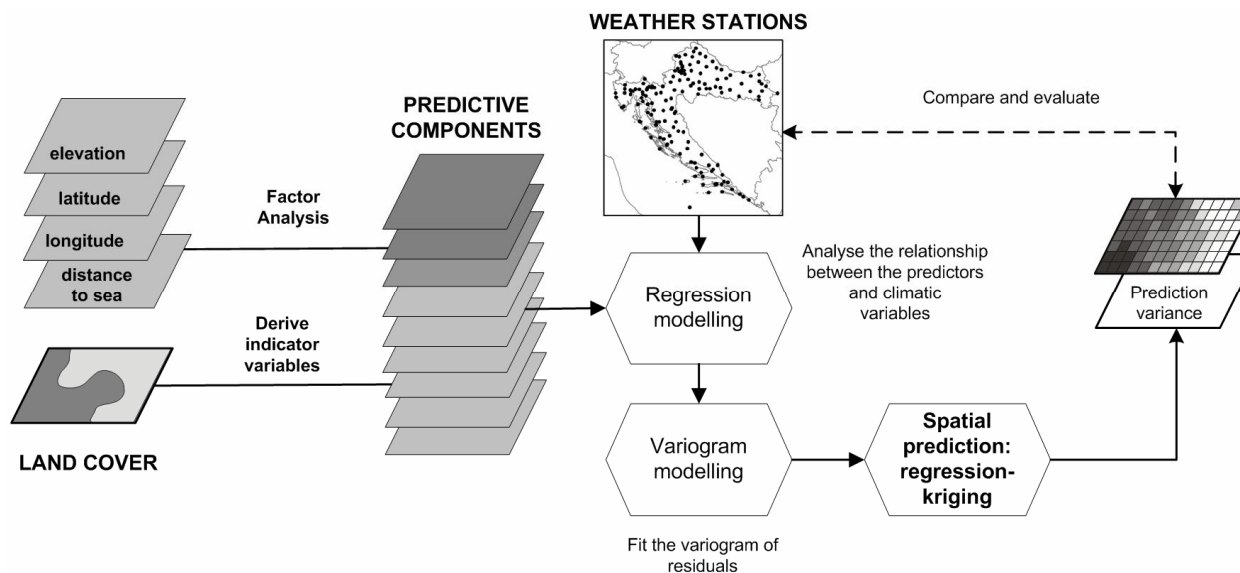 WEATHER STATIONS
PREDICTIVE
COMPONENTS
elevation
latitude
longitude
distance
to sea
Factor
Analysis
Derive
indicator
variables
LAND COVER
Regression
modelling
Analyse the relationship
between the predictors
and climatic
variables
Variogram
modelling
Fit the variogram of
residuals
Spatial
prediction:
regression-
kriging
Compare and evaluate
Prediction
variance